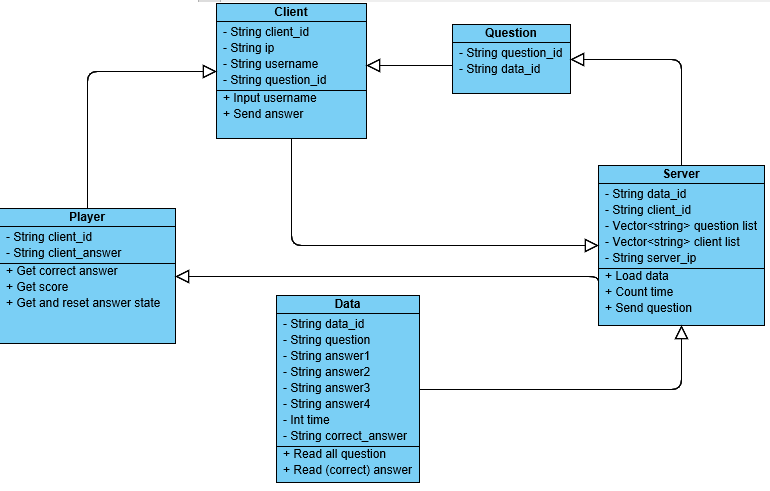 Client
- String client_id
- String ip
- String username
- String question_id
+ Input username
+ Send answer
Question
- String question_id
- String data_id
Server
- String data_id
- String client_id
- Vector<string> question list
- Vector<string> client list
- String server_ip
+ Load data
+ Count time
+ Send question
Player
- String client_id
- String client_answer
+ Get correct answer
+ Get score
+ Get and reset answer state
Data
- String data_id
- String question
- String answer1
- String answer2
- String answer3
- String answer4
- Int time
- String correct_answer
+ Read all question
+ Read (correct) answer